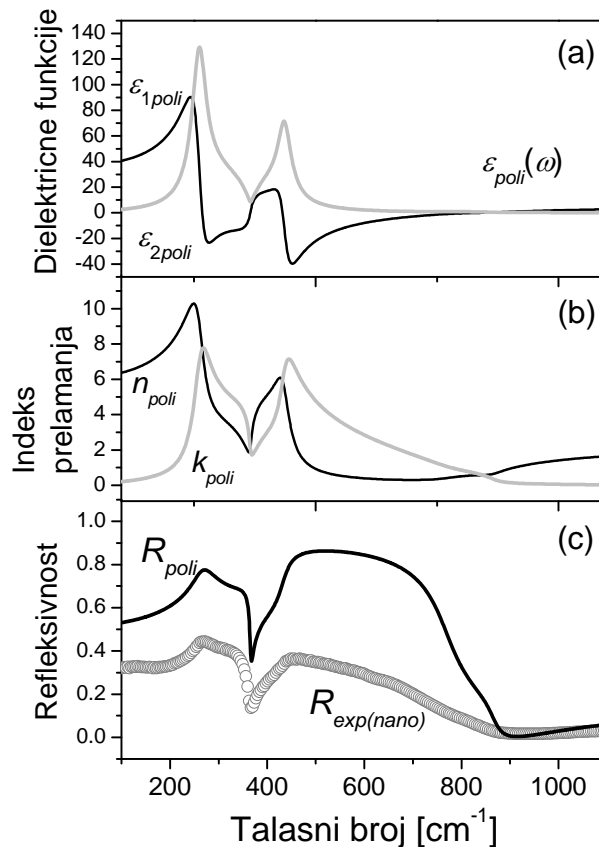 (a)
140
120
100
80
60
40
20
0
-20
-40
Dielektricne funkcije
ε1poli
ε2poli
εpoli(ω)
(b)
10
8
6
4
2
0
Indeks
prelamanja
npoli
kpoli
(c)
1.0
0.8
0.6
0.4
0.2
0.0
Refleksivnost
Rpoli
Rexp(nano)
200 400 600 800 1000
Talasni broj [cm-1]